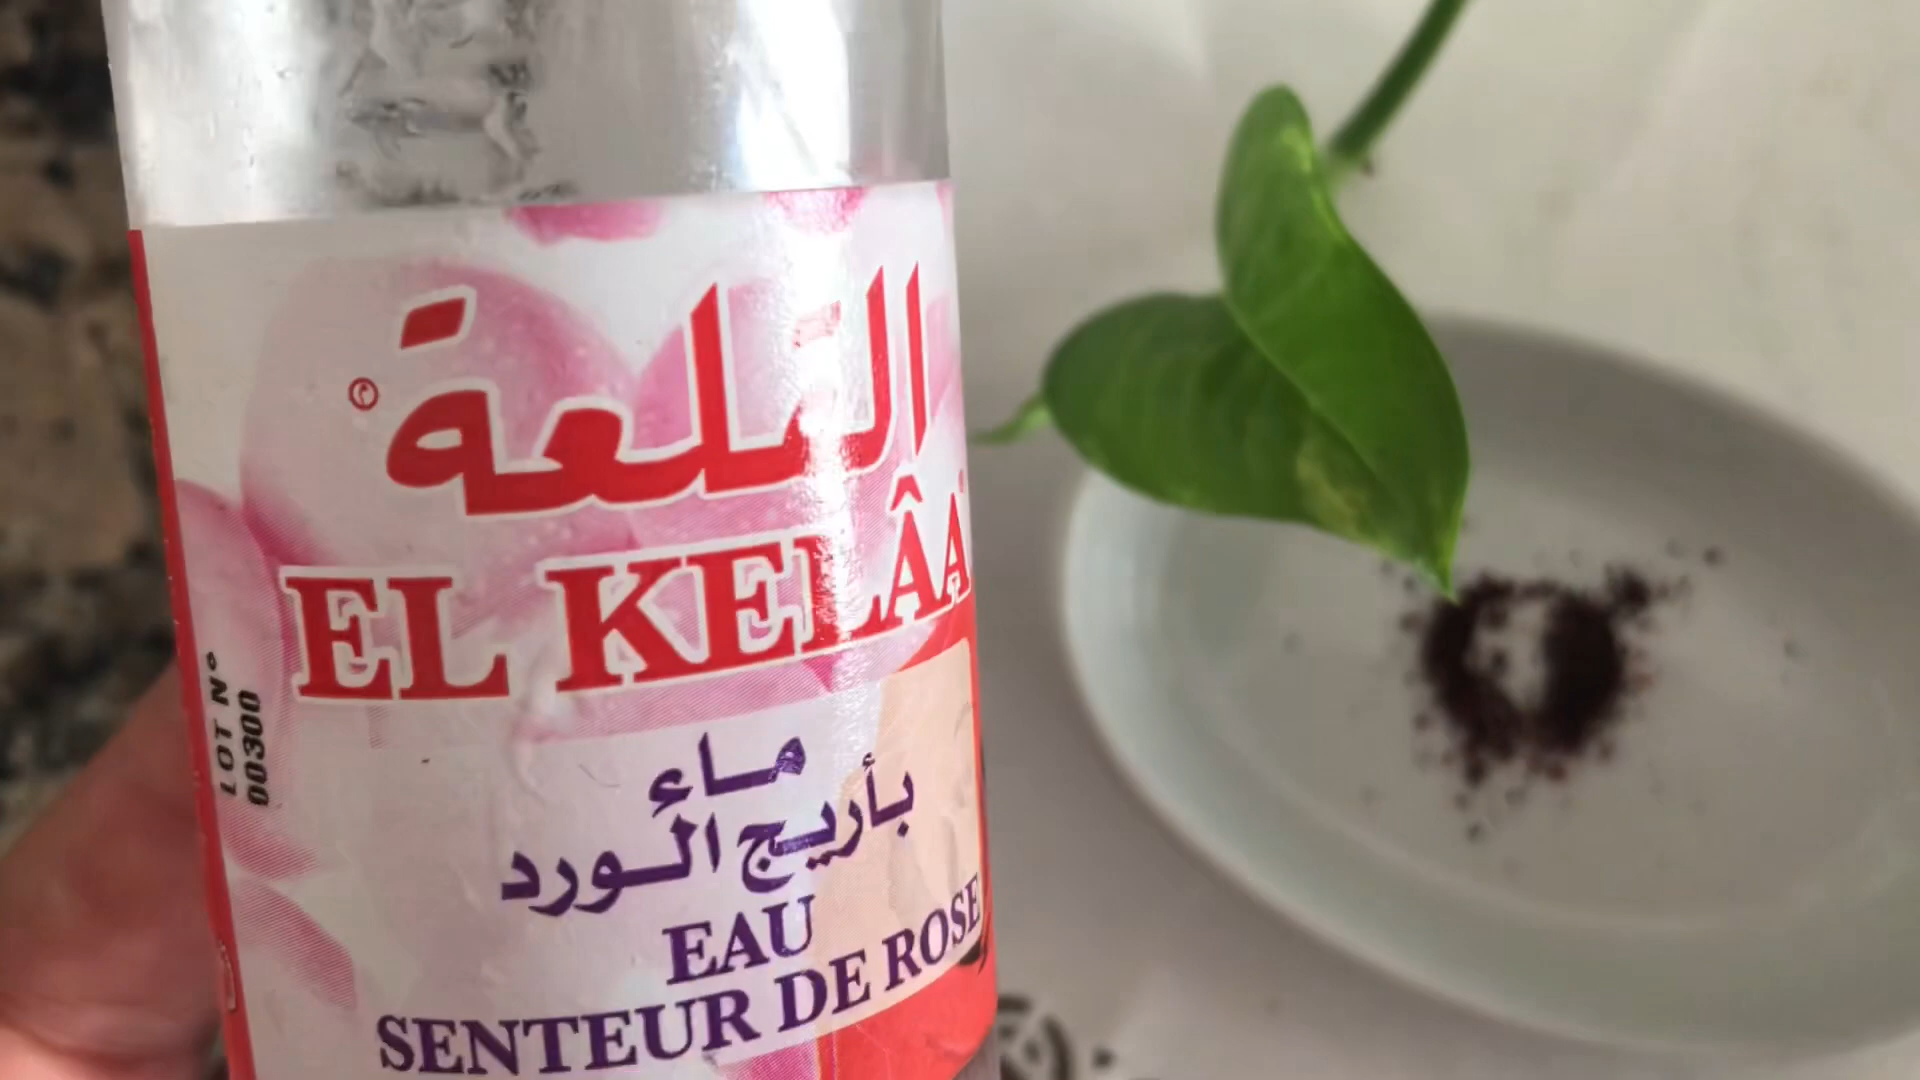 القلعة
EL KELÂA
LOT N°
00300
ماء
بأريج الورد
EAU
SENTEUR DE ROSE